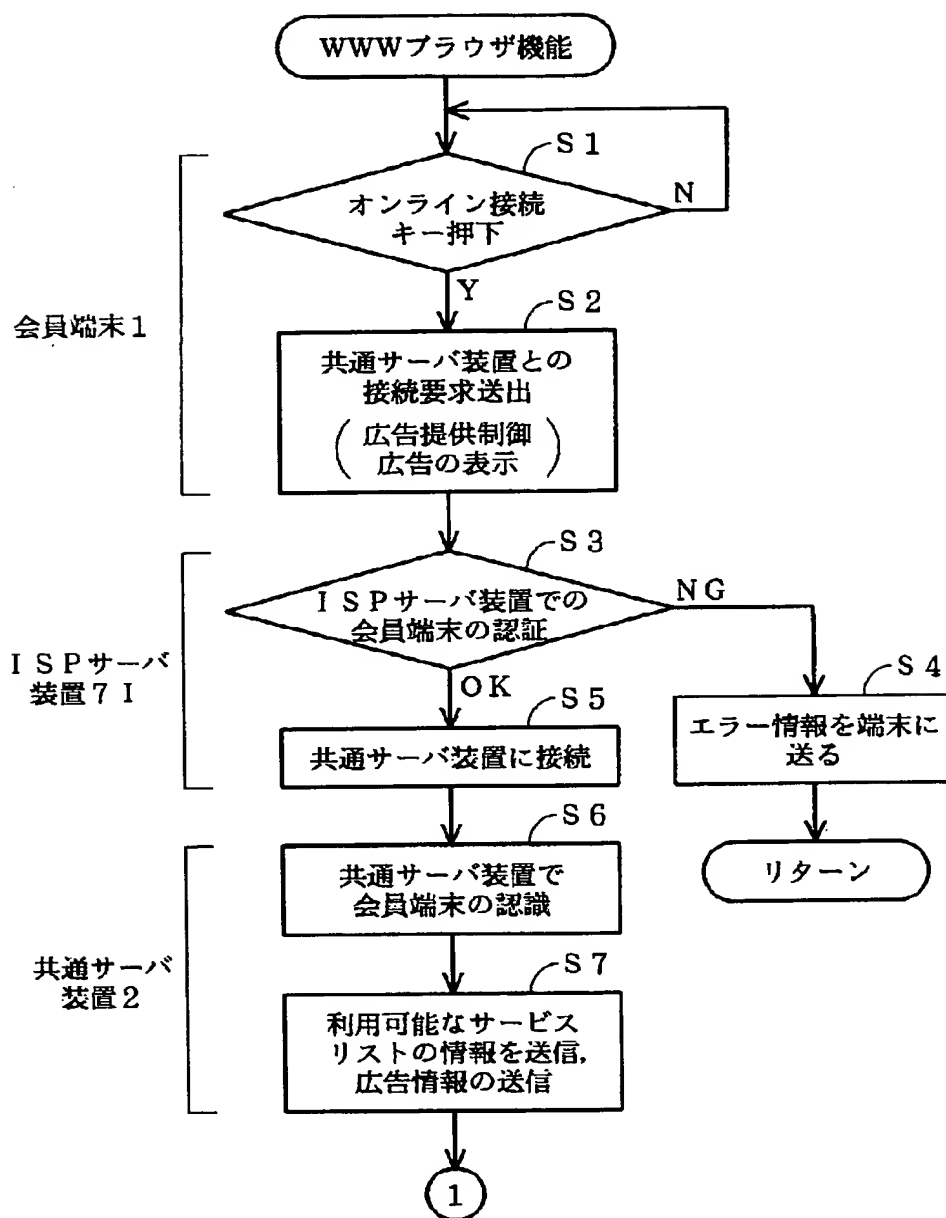 WWWブラウザ機能
S1
オンライン接続
キー押下
N
Y
会員端末1
S2
共通サーバ装置との
接続要求送出
(広告提供制御
広告の表示)
S3
ISPサーバ装置での
会員端末の認証
NG
OK
ISPサーバ
装置7I
S4
エラー情報を端末に
送る
S5
共通サーバ装置に接続
リターン
S6
共通サーバ装置で
会員端末の認識
共通サーバ
装置2
S7
利用可能なサービス
リストの情報を送信,
広告情報の送信
1